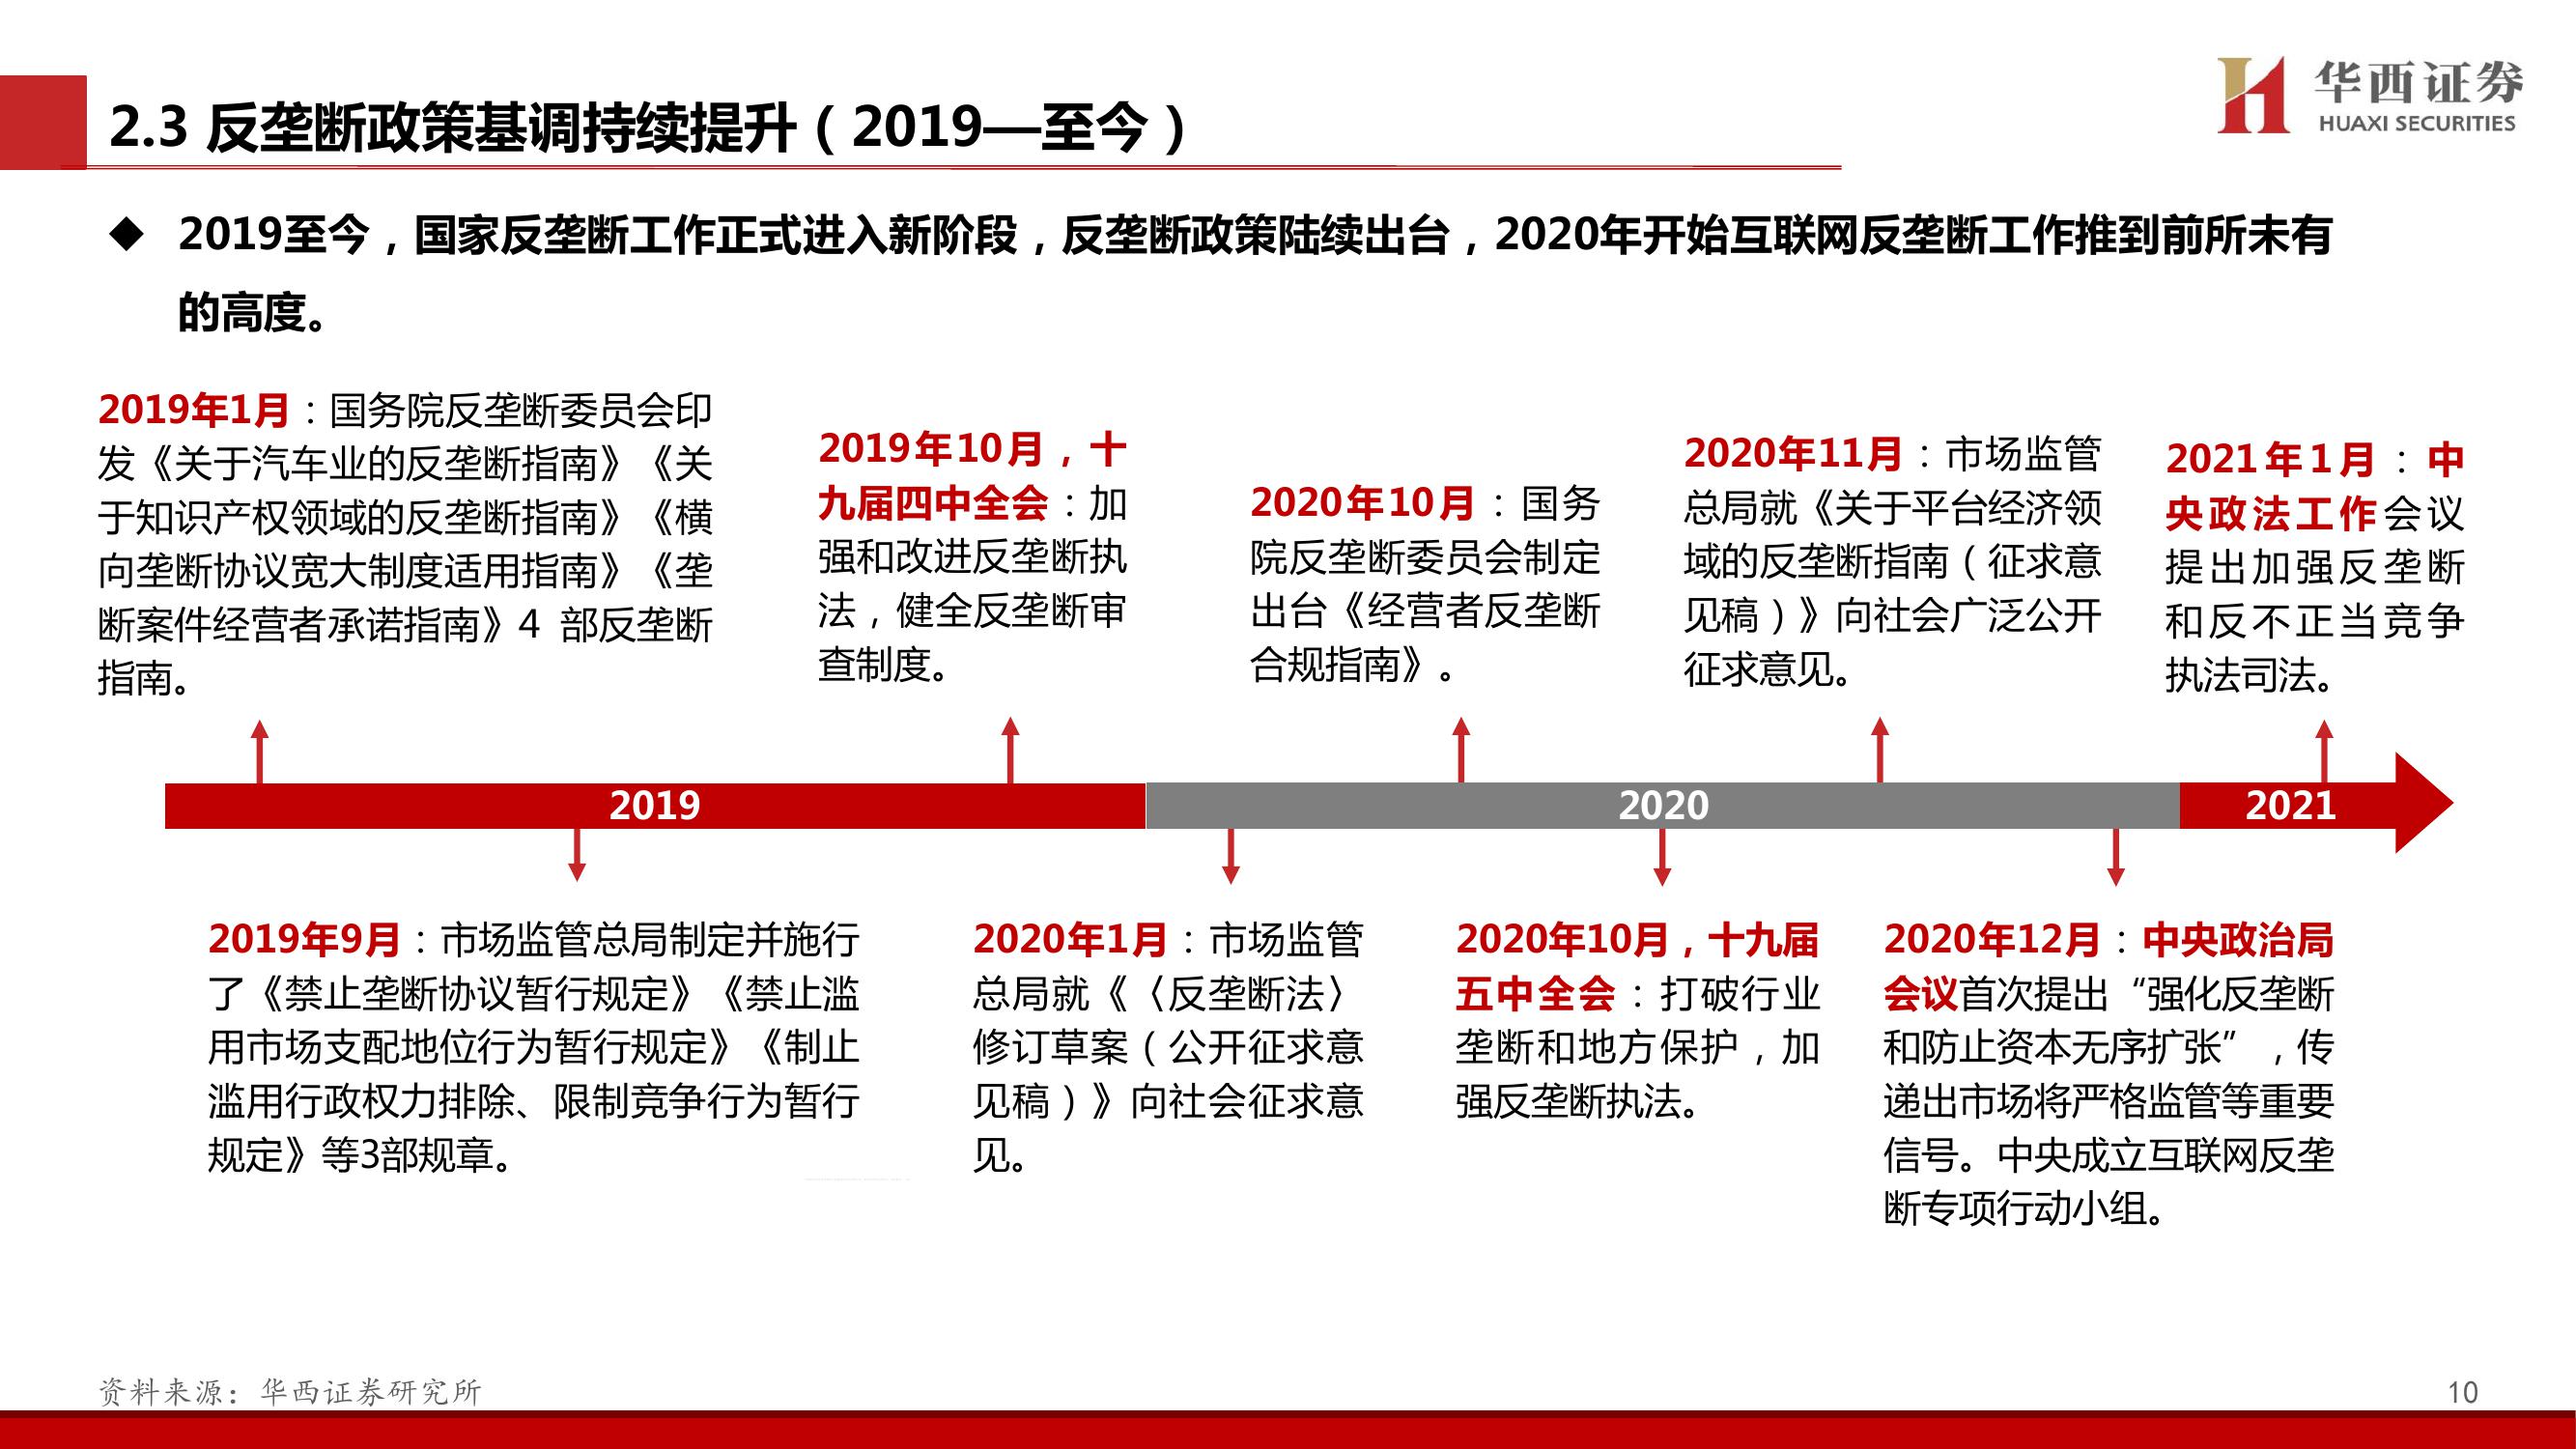 2.3 反垄断政策基调持续提升（2019—至今）
华西证券
HUAXI SECURITIES
◆ 2019至今，国家反垄断工作正式进入新阶段，反垄断政策陆续出台，2020年开始互联网反垄断工作推到前所未有
的高度。
2019年1月：国务院反垄断委员会印
发《关于汽车业的反垄断指南》《关
于知识产权领域的反垄断指南》《横
向垄断协议宽大制度适用指南》《垄
断案件经营者承诺指南》4 部反垄断
指南。
2019年10月，十
九届四中全会：加
强和改进反垄断执
法，健全反垄断审
查制度。
2020年10月：国务
院反垄断委员会制定
出台《经营者反垄断
合规指南》。
2020年11月：市场监管
总局就《关于平台经济领
域的反垄断指南（征求意
见稿）》向社会广泛公开
征求意见。
2021年1月：中
央政法工作会议
提出加强反垄断
和反不正当竞争
执法司法。
2019
2020
2021
2019年9月：市场监管总局制定并施行
了《禁止垄断协议暂行规定》《禁止滥
用市场支配地位行为暂行规定》《制止
滥用行政权力排除、限制竞争行为暂行
规定》等3部规章。
2020年1月：市场监管
总局就《〈反垄断法〉
修订草案（公开征求意
见稿）》向社会征求意
见。
2020年10月，十九届
五中全会：打破行业
垄断和地方保护，加
强反垄断执法。
2020年12月：中央政治局
会议首次提出“强化反垄断
和防止资本无序扩张”，传
递出市场将严格监管等重要
信号。中央成立互联网反垄
断专项行动小组。
资料来源：华西证券研究所
10